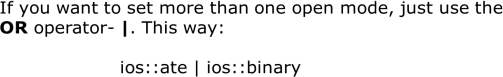 If you want to set more than one open mode, just use the
OR operator- |. This way:
ios::ate | ios::binary